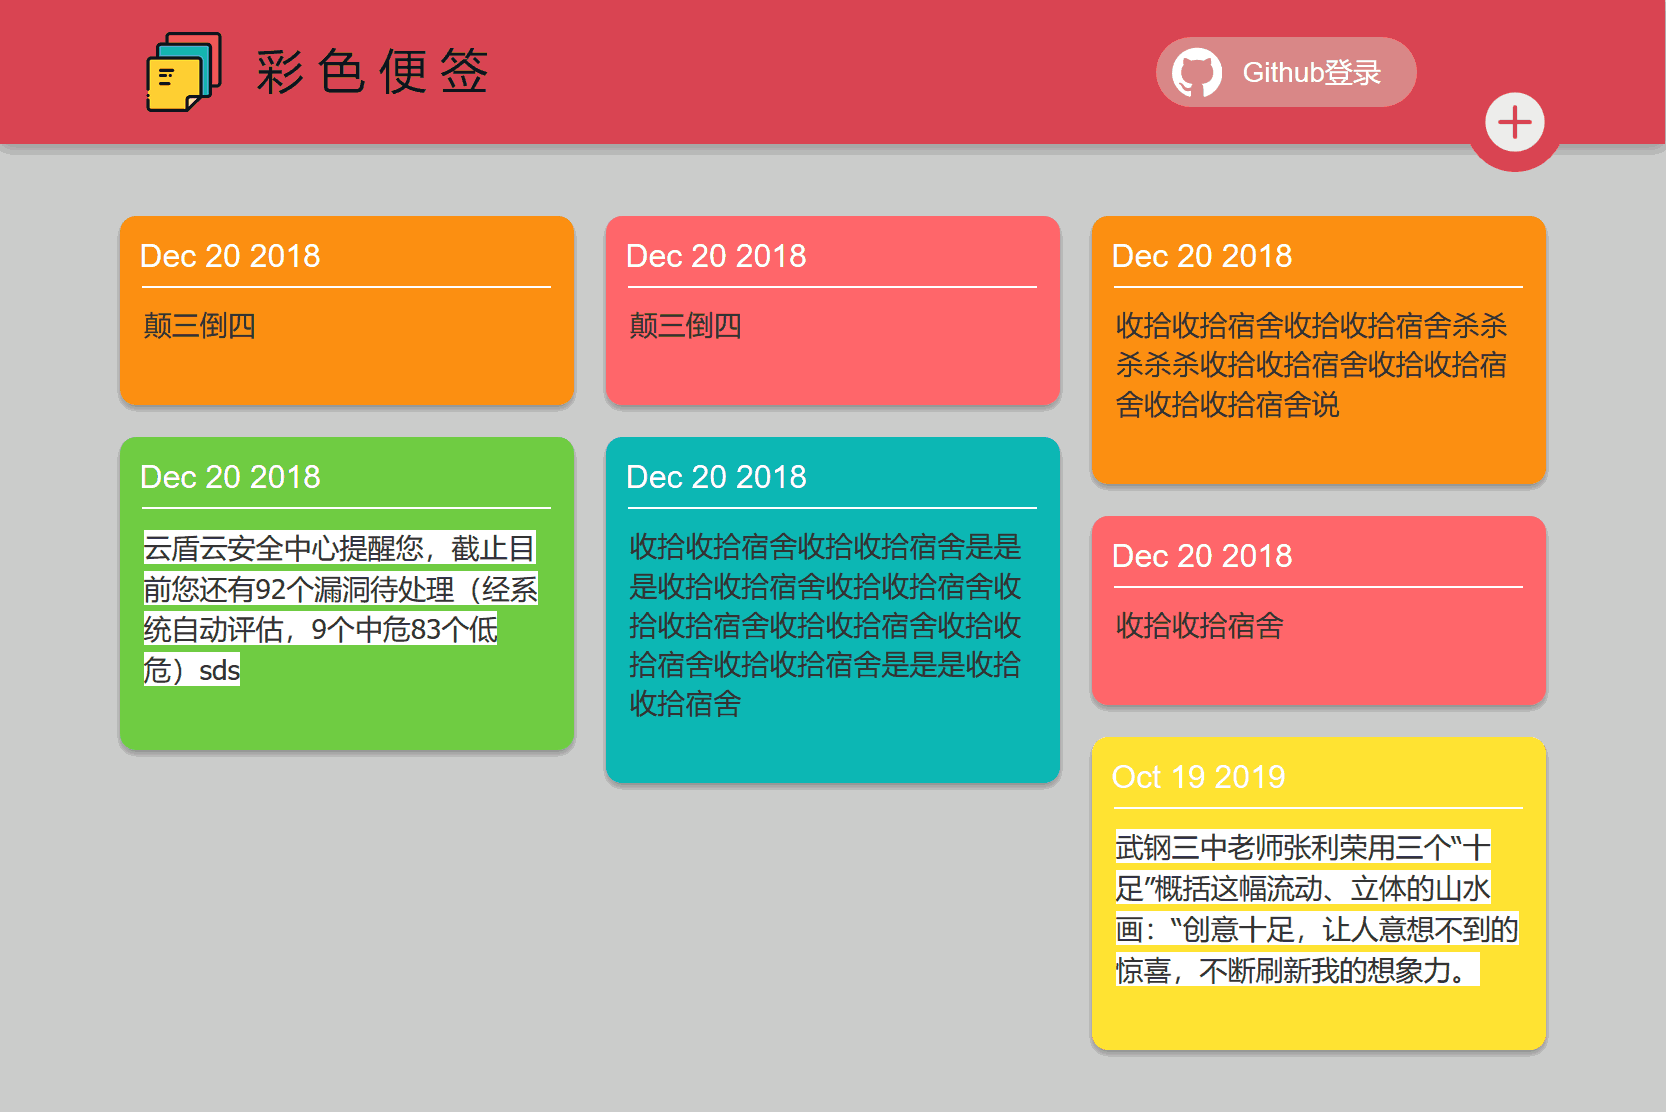 彩色便签
Github登录
Dec 20 2018
颠三倒四
Dec 20 2018
颠三倒四
Dec 20 2018
收拾收拾宿舍收拾收拾宿舍杀杀
杀杀杀收拾收拾宿舍收拾收拾宿
舍收拾收拾宿舍说
Dec 20 2018
云盾云安全中心提醒您，截止目
前您还有92个漏洞待处理（经系
统自动评估，9个中危83个低
危）sds
Dec 20 2018
收拾收拾宿舍收拾收拾宿舍是是
是收拾收拾宿舍收拾收拾宿舍收
拾收拾宿舍收拾收拾宿舍收拾收
拾宿舍收拾收拾宿舍是是是收拾
收拾宿舍
Dec 20 2018
收拾收拾宿舍
Oct 19 2019
武钢三中老师张利荣用三个“十
足”概括这幅流动、立体的山水
画：“创意十足，让人意想不到的
惊喜，不断刷新我的想象力。